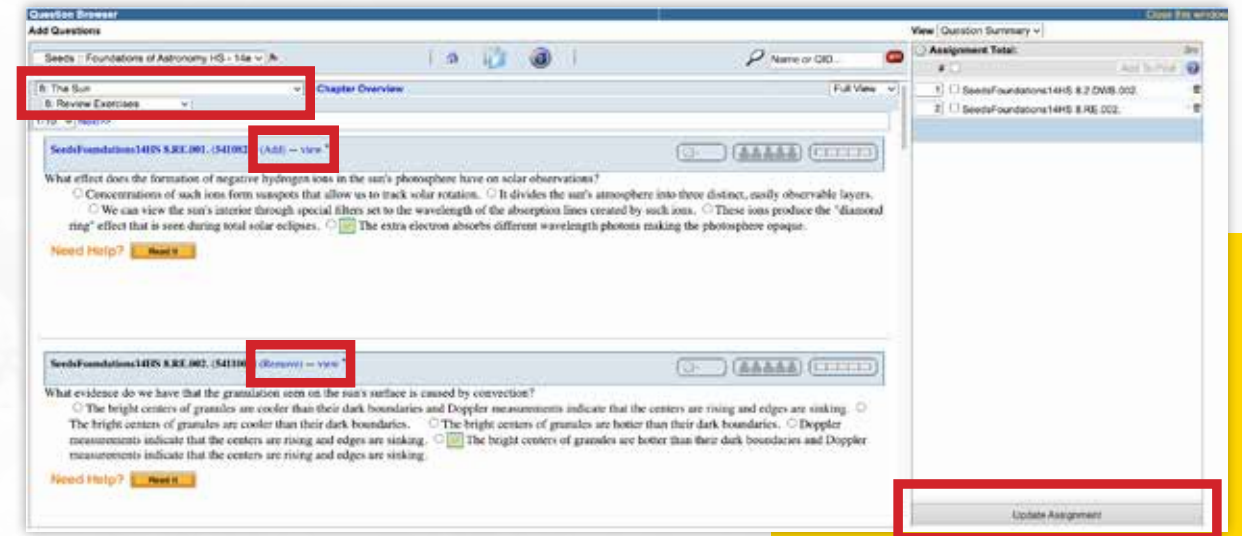 Question Browser
Close this window
Add Questions
View Question Summary
Seeds :: Foundations of Astronomy HS - 14e
Name or QID...
Assignment Total:
#
8: The Sun
Chapter Overview
Full View
8: Review Exercises
1-10 Next>>
1 SeedsFoundations14HS 8.2.DWB.002.
2 SeedsFoundations14HS 8.RE.002.
SeedsFoundations14HS 8.RE.001. (Add) -- view
What effect does the formation of negative hydrogen ions in the sun's photosphere have on solar observations?
Concentrations of such ions form sunspots that allow us to track solar rotation. It divides the sun's atmosphere into three distinct, easily observable layers.
We can view the sun's interior through special filters set to the wavelength of the absorption lines created by such ions. These ions produce the "diamond
ring" effect that is seen during total solar eclipses. The extra electron absorbs different wavelength photons making the photosphere opaque.
Need Help? Read It
SeedsFoundations14HS 8.RE.002. (Remove) -- view
What evidence do we have that the granulation seen on the sun's surface is caused by convection?
The bright centers of granules are cooler than their dark boundaries and Doppler measurements indicate that the centers are rising and edges are sinking.
The bright centers of granules are cooler than their dark boundaries. The bright centers of granules are hotter than their dark boundaries. Doppler
measurements indicate that the centers are rising and edges are sinking. The bright centers of granules are hotter than their dark boundaries and Doppler
measurements indicate that the centers are rising and edges are sinking.
Need Help? Read It
Update Assignment